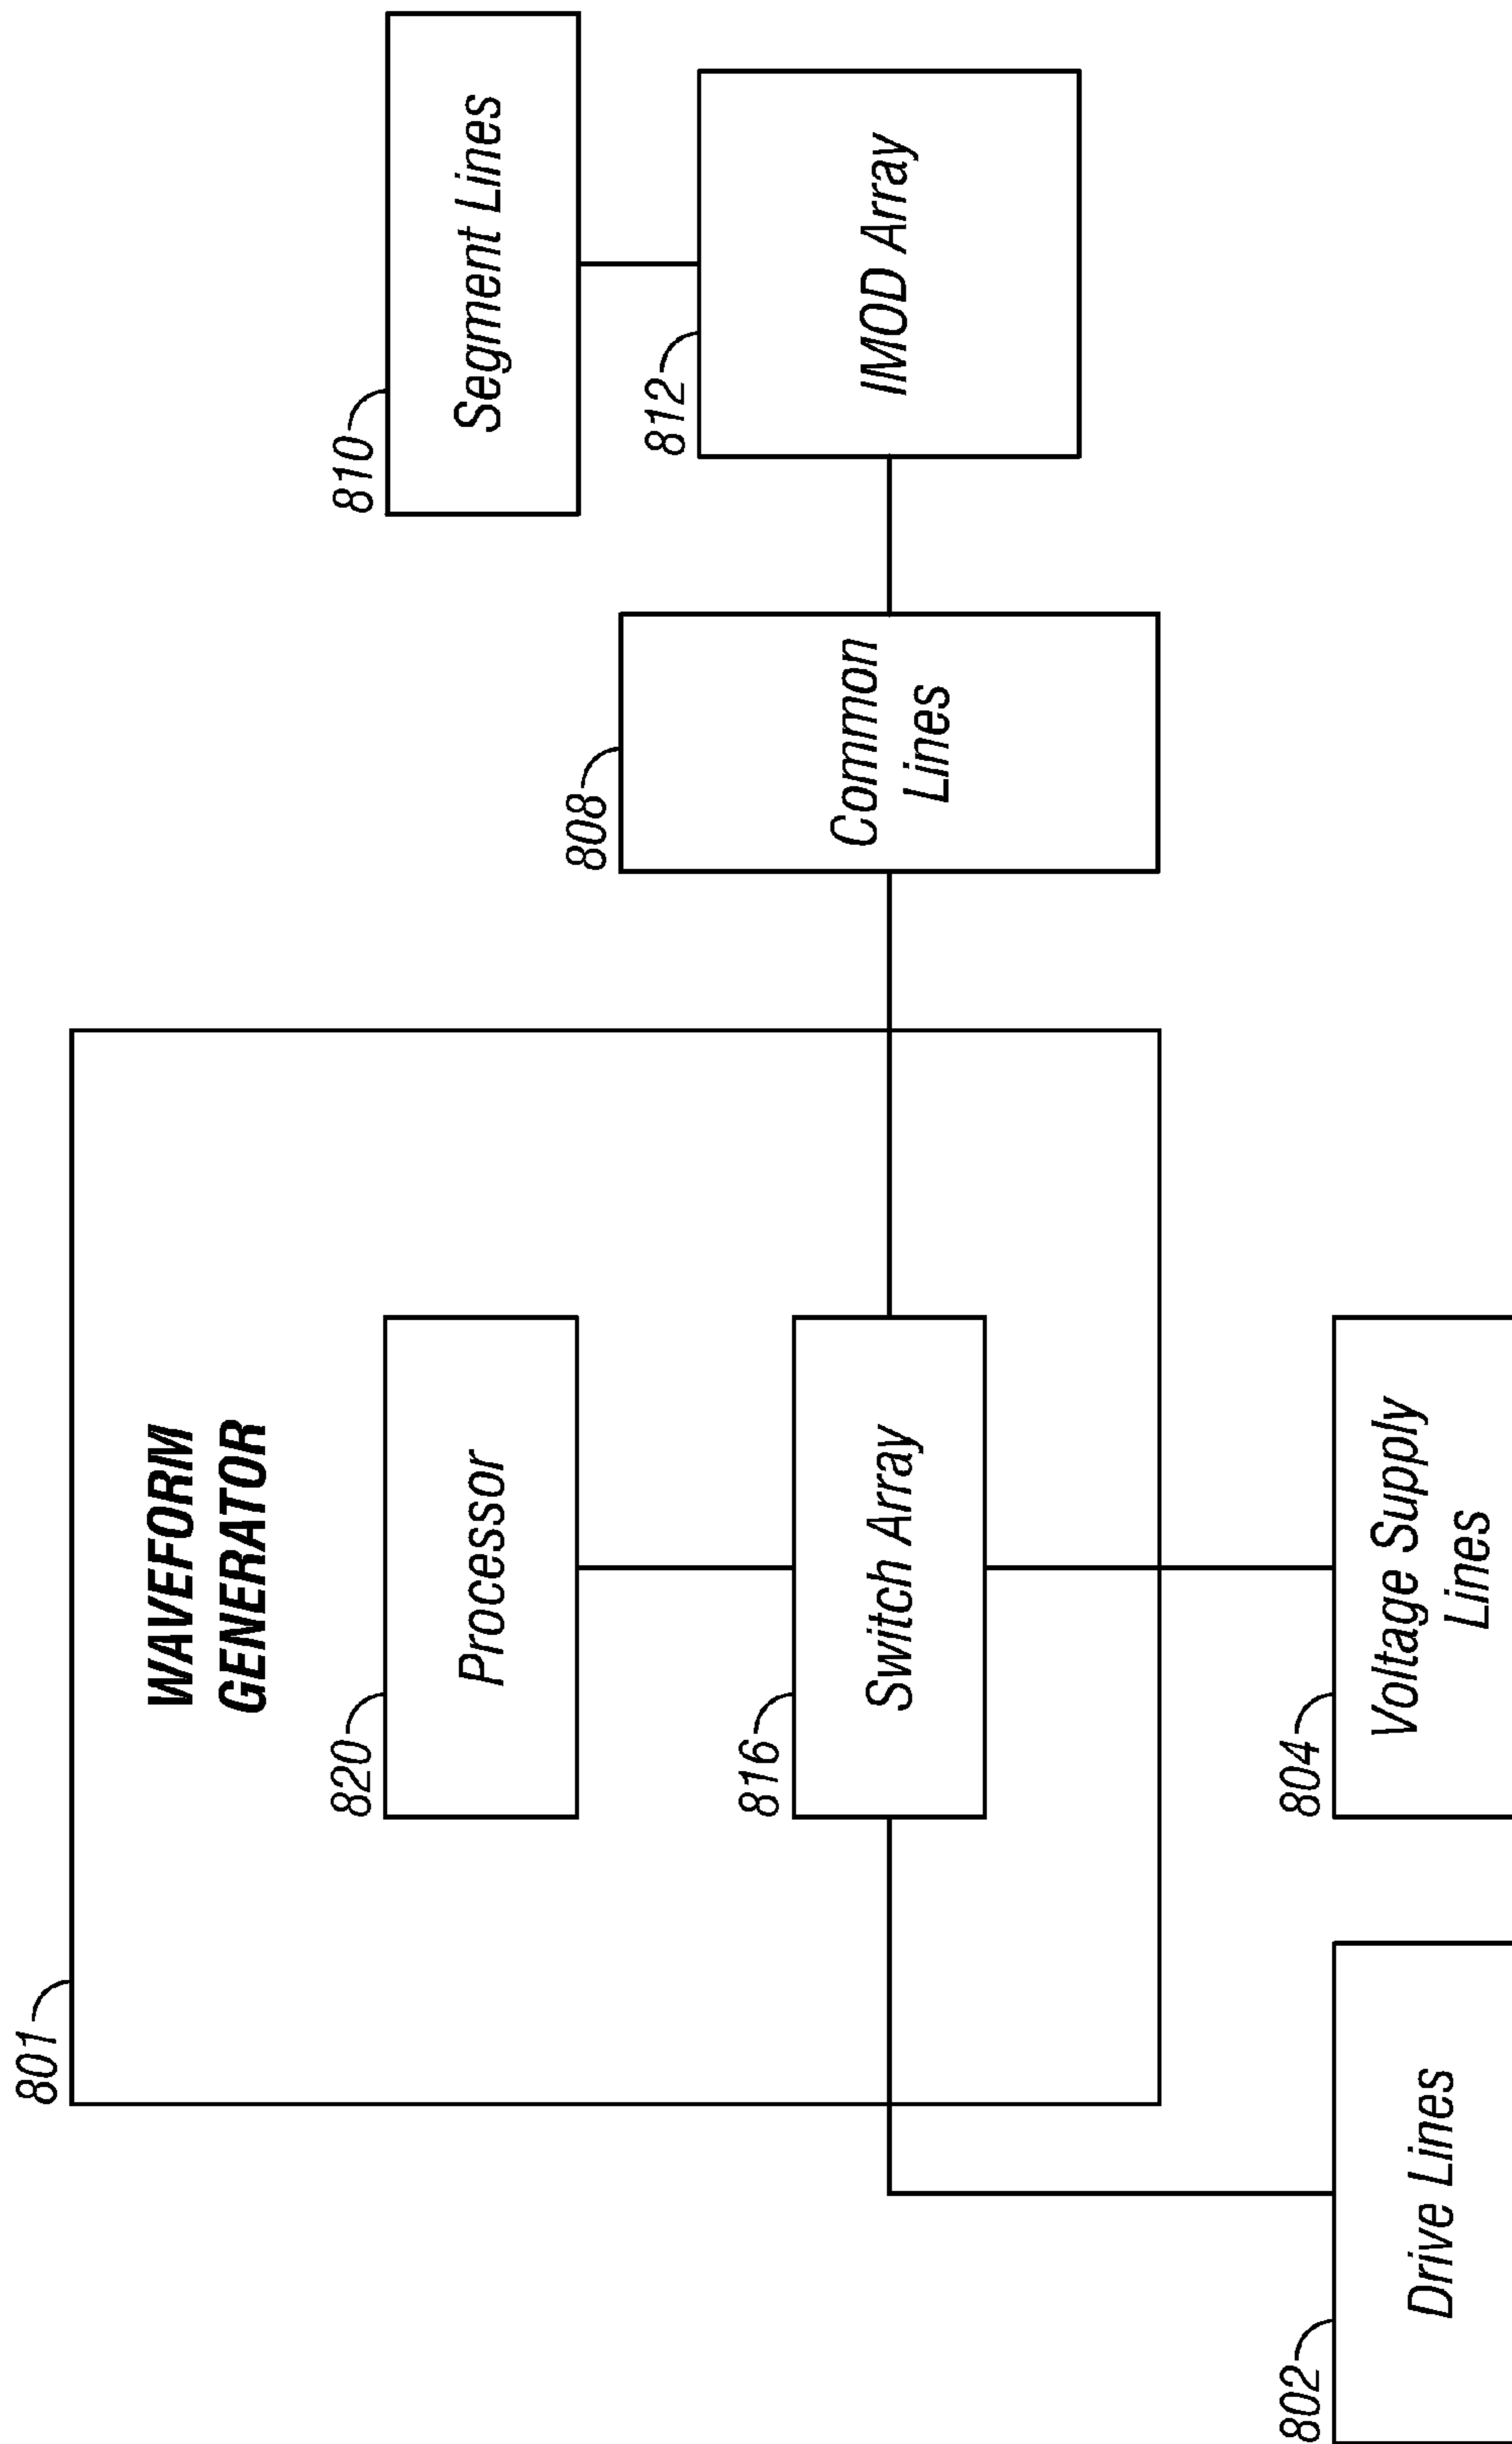 801
WAVEFORM
GENERATOR
820
Processor
816
Switch Array
802
Drive Lines
804
Voltage Supply
Lines
808
Common
Lines
810
Segment Lines
812
IMOD Array